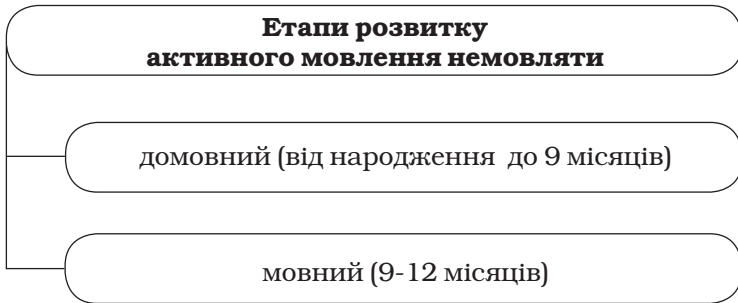 Етапи розвитку
активного мовлення немовляти
домовний (від народження до 9 місяців)
мовний (9-12 місяців)